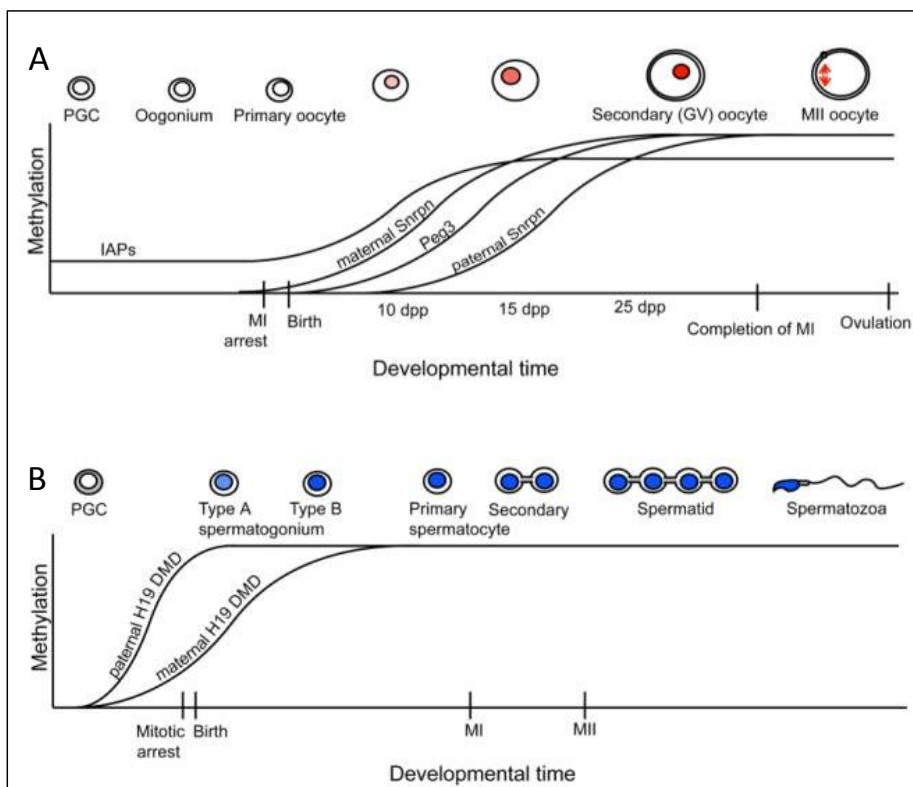 A
PGC
Oogonium
Primary oocyte
Secondary (GV) oocyte
MII oocyte
Methylation
IAPs
maternal Snrpn
Peg3
paternal Snrpn
MI
arrest
Birth
10 dpp
15 dpp
25 dpp
Completion of MI
Ovulation
Developmental time
B
PGC
Type A
spermatogonium
Type B
Primary
spermatocyte
Secondary
Spermatid
Spermatozoa
Methylation
paternal H19 DMD
maternal H19 DMD
Mitotic
arrest
Birth
MI
MII
Developmental time